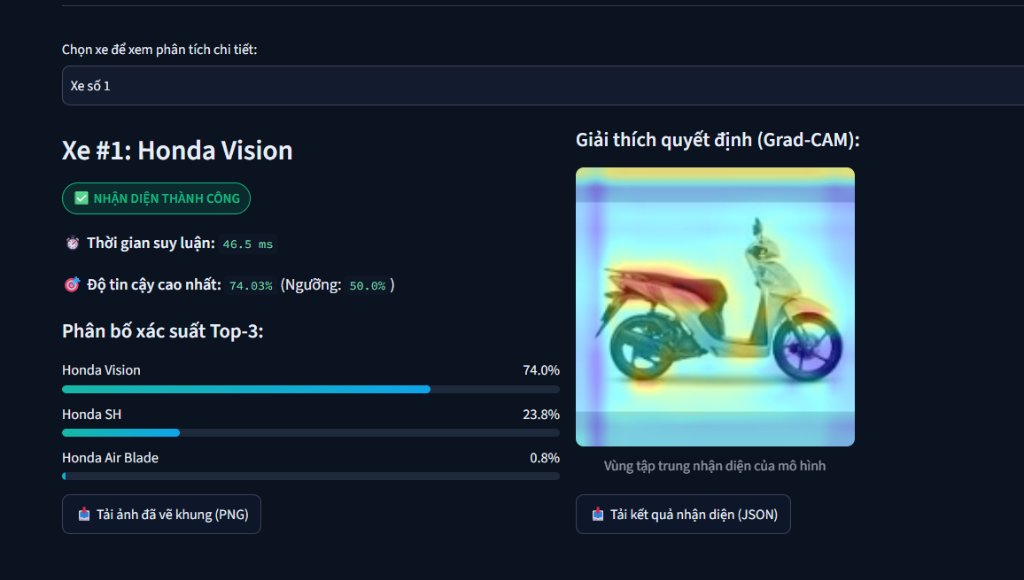 Chọn xe để xem phân tích chi tiết:
Xe số 1
Xe #1: Honda Vision
✅ NHẬN DIỆN THÀNH CÔNG
⏱️ Thời gian suy luận: 46.5 ms
🎯 Độ tin cậy cao nhất: 74.03% (Ngưỡng: 50.0% )
Phân bố xác suất Top-3:
Honda Vision 74.0%
Honda SH 23.8%
Honda Air Blade 0.8%
📥 Tải ảnh đã vẽ khung (PNG)
Giải thích quyết định (Grad-CAM):
Vùng tập trung nhận diện của mô hình
📥 Tải kết quả nhận diện (JSON)